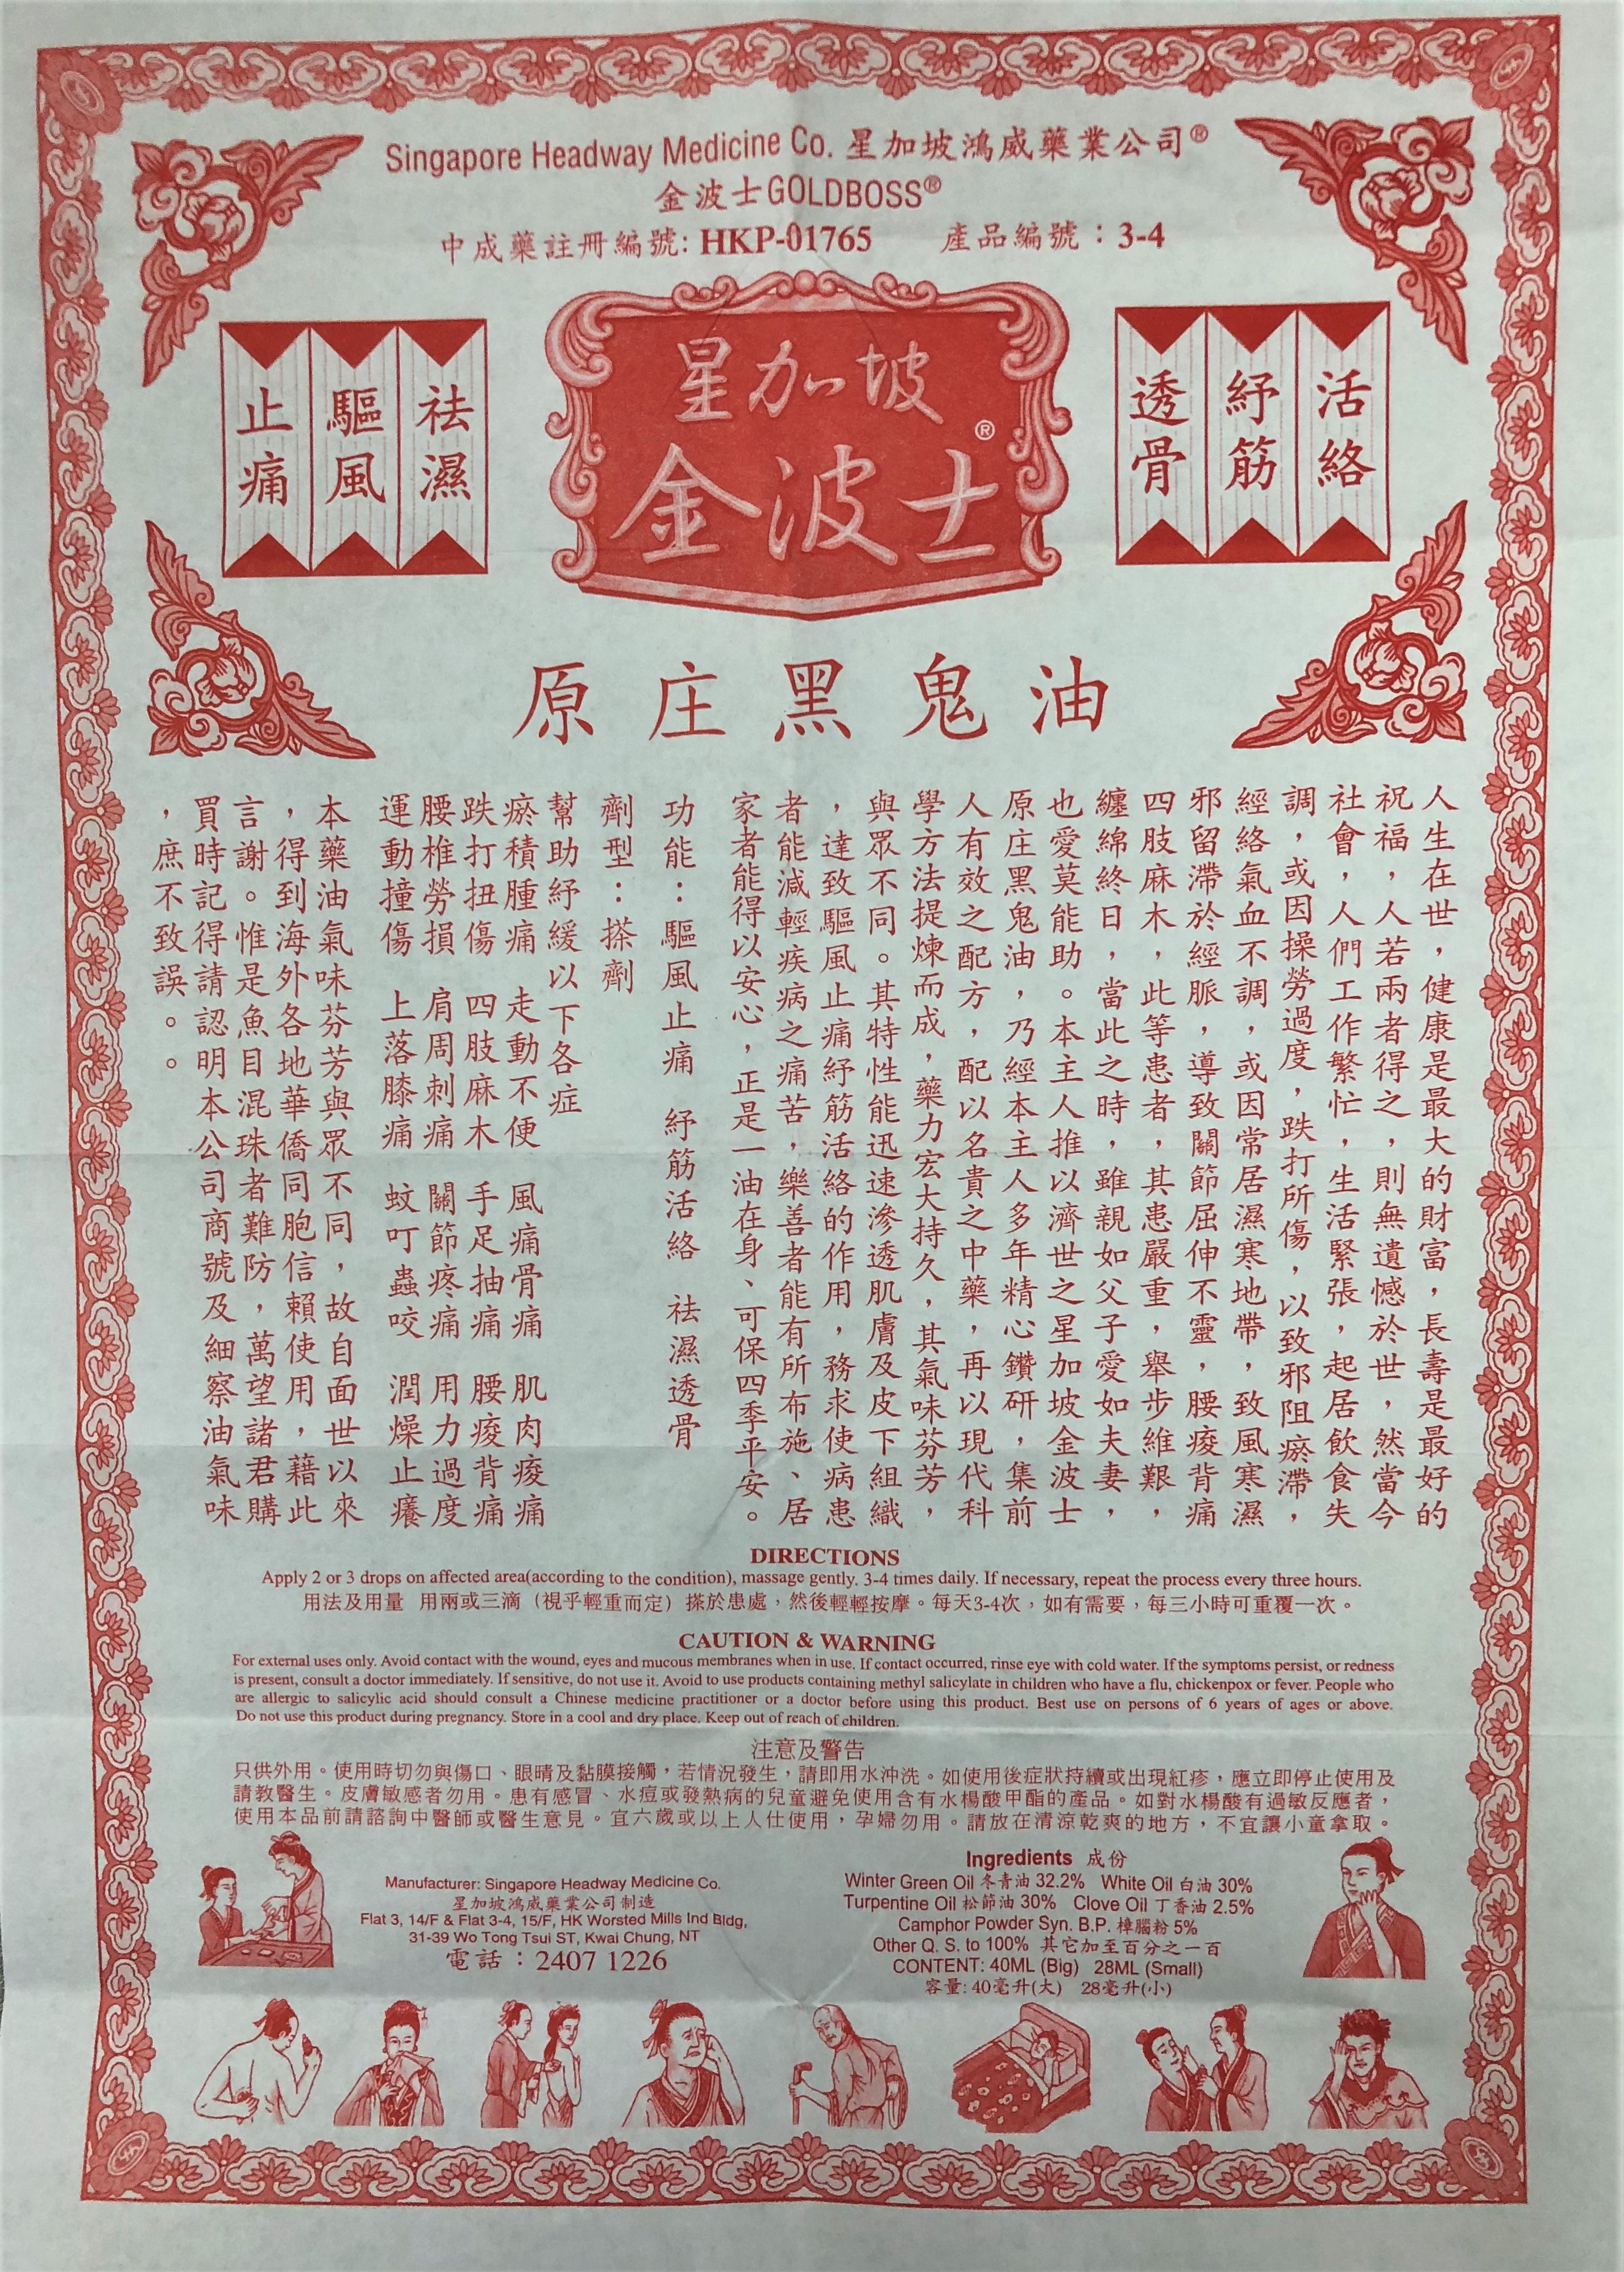 Singapore Headway Medicine Co. 星加坡鴻威藥業公司®
金波士GOLDBOSS®
中成藥註冊編號: HKP-01765 產品編號：3-4
活絡
紓筋
透骨
星加坡
金波士®
祛濕
驅風
止痛
原庄黑鬼油
人生在世，健康是最大的財富，長壽是最好的
祝福，人若兩者得之，則無遺憾於世，然當今
社會，人們工作繁忙，生活緊張，起居飲食失
調，或因操勞過度，跌打所傷，以致邪阻瘀滯，
經絡氣血不調，或因常居濕寒地帶，致風寒濕
邪留滯於經脈，導致關節屈伸不靈，腰痠背痛
四肢麻木，此等患者，其患嚴重，舉步維艱，
纏綿終日，當此之時，雖親如父子愛如夫妻，
也愛莫能助。本主人推以濟世之星加坡金波士
原庄黑鬼油，乃經本主人多年精心鑽研，集前
人有效之配方，配以名貴之中藥，再以現代科
學方法提煉而成，藥力宏大持久，其氣味芬芳，
與眾不同。其特性能迅速滲透肌膚及皮下組織
，達致驅風止痛紓筋活絡的作用，務求使病患
者能減輕疾病之痛苦，樂善者能有所布施、居
家者能得以安心，正是一油在身、可保四季平安。
功能：驅風止痛 紓筋活絡 祛濕透骨
劑型：搽劑
幫助紓緩以下各症
瘀積腫痛 走動不便 風痛骨痛 肌肉痠痛
跌打扭傷 四肢麻木 手足抽痛 腰痠背痛
腰椎勞損 肩周刺痛 關節疼痛 用力過度
運動撞傷 上落膝痛 蚊叮蟲咬 潤燥止癢
本藥油氣味芬芳與眾不同，故自面世以來
，得到海外各地華僑同胞信賴使用，藉此
言謝。惟是魚目混珠者難防，萬望諸君購
買時記得請認明本公司商號及細察油氣味
，庶不致誤。。
DIRECTIONS
Apply 2 or 3 drops on affected area(according to the condition), massage gently. 3-4 times daily. If necessary, repeat the process every three hours.
用法及用量 用兩或三滴（視乎輕重而定）搽於患處，然後輕輕按摩。每天3-4次，如有需要，每三小時可重覆一次。
CAUTION & WARNING
For external uses only. Avoid contact with the wound, eyes and mucous membranes when in use. If contact occurred, rinse eye with cold water. If the symptoms persist, or redness
is present, consult a doctor immediately. If sensitive, do not use it. Avoid to use products containing methyl salicylate in children who have a flu, chickenpox or fever. People who
are allergic to salicylic acid should consult a Chinese medicine practitioner or a doctor before using this product. Best use on persons of 6 years of ages or above.
Do not use this product during pregnancy. Store in a cool and dry place. Keep out of reach of children.
注意及警告
只供外用。使用時切勿與傷口、眼睛及黏膜接觸，若情況發生，請即用水沖洗。如使用後症狀持續或出現紅疹，應立即停止使用及
請教醫生。皮膚敏感者勿用。患有感冒、水痘或發熱病的兒童避免使用含有水楊酸甲酯的產品。如對水楊酸有過敏反應者，
使用本品前請諮詢中醫師或醫生意見。宜六歲或以上人仕使用，孕婦勿用。請放在清涼乾爽的地方，不宜讓小童拿取。
Manufacturer: Singapore Headway Medicine Co.
星加坡鴻威藥業公司制造
Flat 3, 14/F & Flat 3-4, 15/F, HK Worsted Mills Ind Bldg,
31-39 Wo Tong Tsui ST, Kwai Chung, NT
電話：2407 1226
Ingredients 成份
Winter Green Oil 冬青油 32.2% White Oil 白油 30%
Turpentine Oil 松節油 30% Clove Oil 丁香油 2.5%
Camphor Powder Syn. B.P. 樟腦粉 5%
Other Q. S. to 100% 其它加至百分之一百
CONTENT: 40ML (Big) 28ML (Small)
容量: 40毫升(大) 28毫升(小)